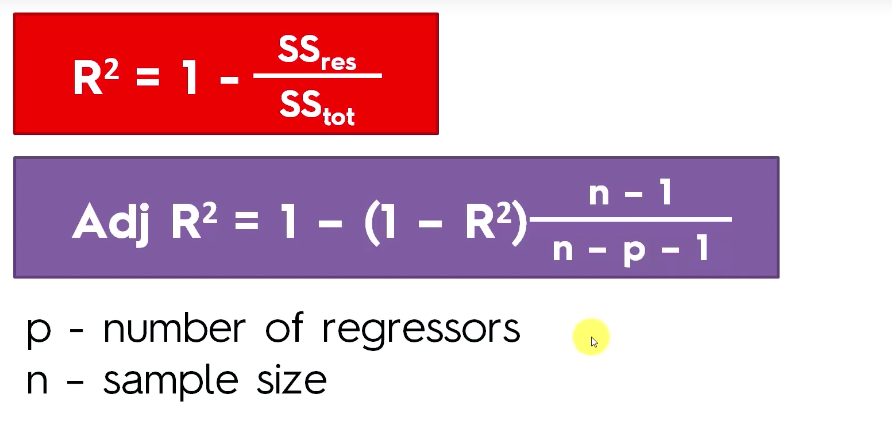 R² = 1 - SSres / SStot
Adj R² = 1 – (1 – R²) n – 1 / n – p – 1
p - number of regressors
n - sample size